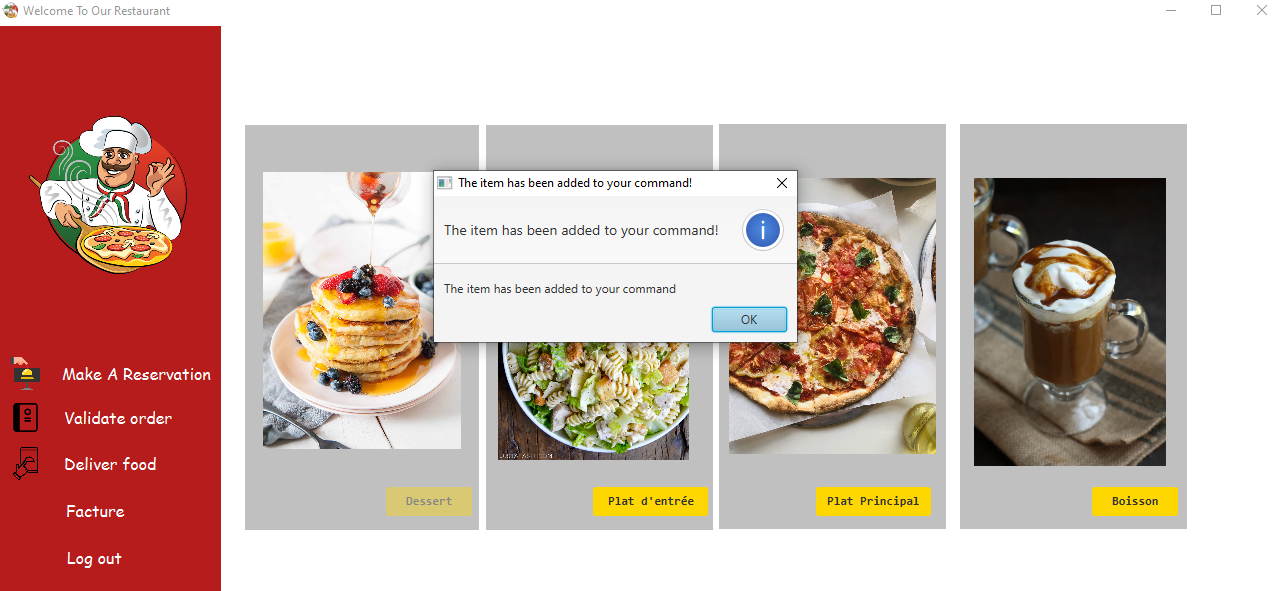 Welcome To Our Restaurant
The item has been added to your command!
The item has been added to your command!
The item has been added to your command
OK
Make A Reservation
Validate order
Deliver food
Facture
Log out
Dessert
Plat d'entrée
Plat Principal
Boisson